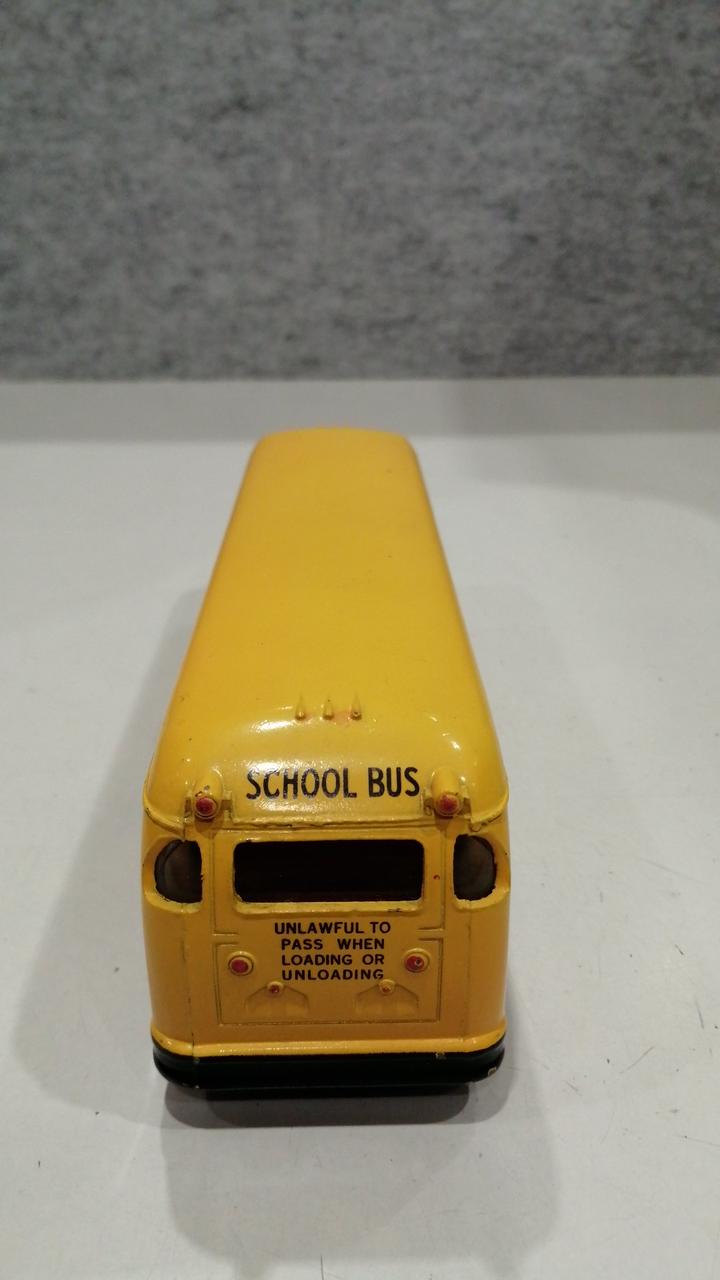 SCHOOL BUS
UNLAWFUL TO
PASS WHEN
LOADING OR
UNLOADING